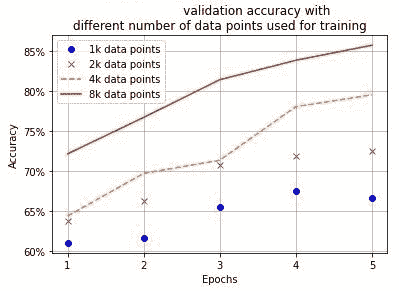 validation accuracy with
different number of data points used for training
1k data points
2k data points
4k data points
8k data points
85%
80%
75%
70%
65%
60%
Accuracy
1 2 3 4 5
Epochs